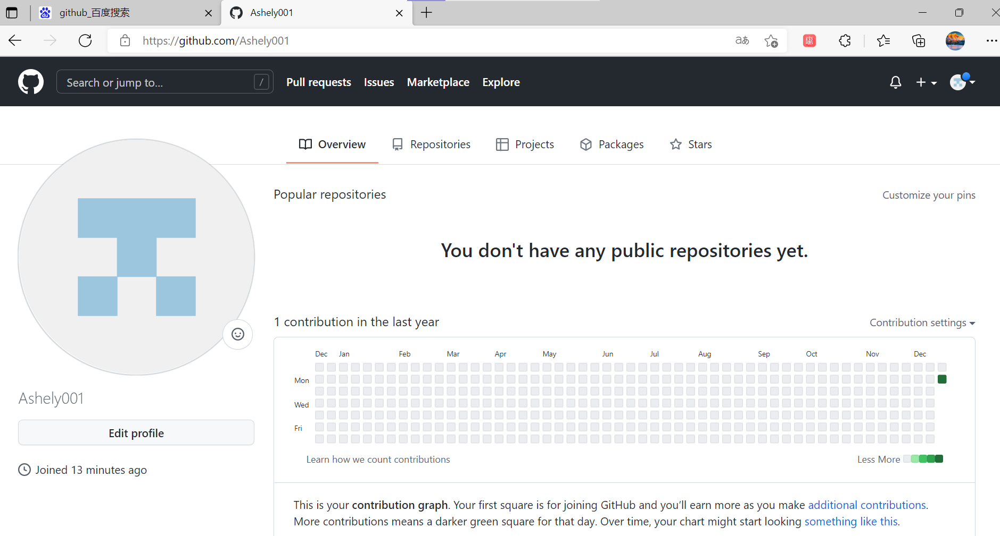 github_百度搜索
Ashely001
https://github.com/Ashely001
aあ
惠
Search or jump to...
/
Pull requests
Issues
Marketplace
Explore
Overview
Repositories
Projects
Packages
Stars
Popular repositories
Customize your pins
You don't have any public repositories yet.
1 contribution in the last year
Contribution settings
Dec Jan Feb Mar Apr May Jun Jul Aug Sep Oct Nov Dec
Mon
Wed
Fri
Learn how we count contributions
Less More
Ashely001
Edit profile
Joined 13 minutes ago
This is your contribution graph. Your first square is for joining GitHub and you’ll earn more as you make additional contributions.
More contributions means a darker green square for that day. Over time, your chart might start looking something like this.